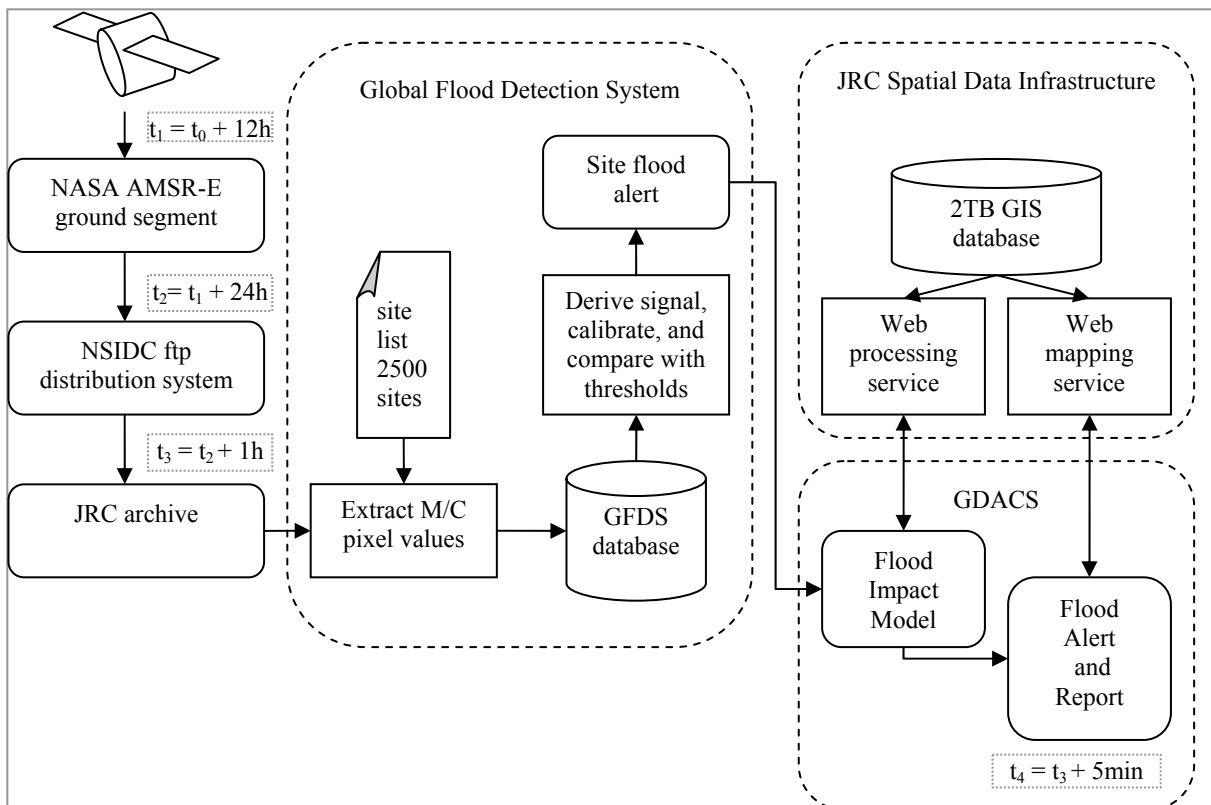 t1 = t0 + 12h
NASA AMSR-E
ground segment
t2= t1 + 24h
NSIDC ftp
distribution system
t3 = t2 + 1h
JRC archive
Global Flood Detection System
site
list
2500
sites
Extract M/C
pixel values
GFDS
database
Derive signal,
calibrate, and
compare with
thresholds
Site flood
alert
JRC Spatial Data Infrastructure
2TB GIS
database
Web
processing
service
Web
mapping
service
GDACS
Flood
Impact
Model
Flood
Alert
and
Report
t4 = t3 + 5min